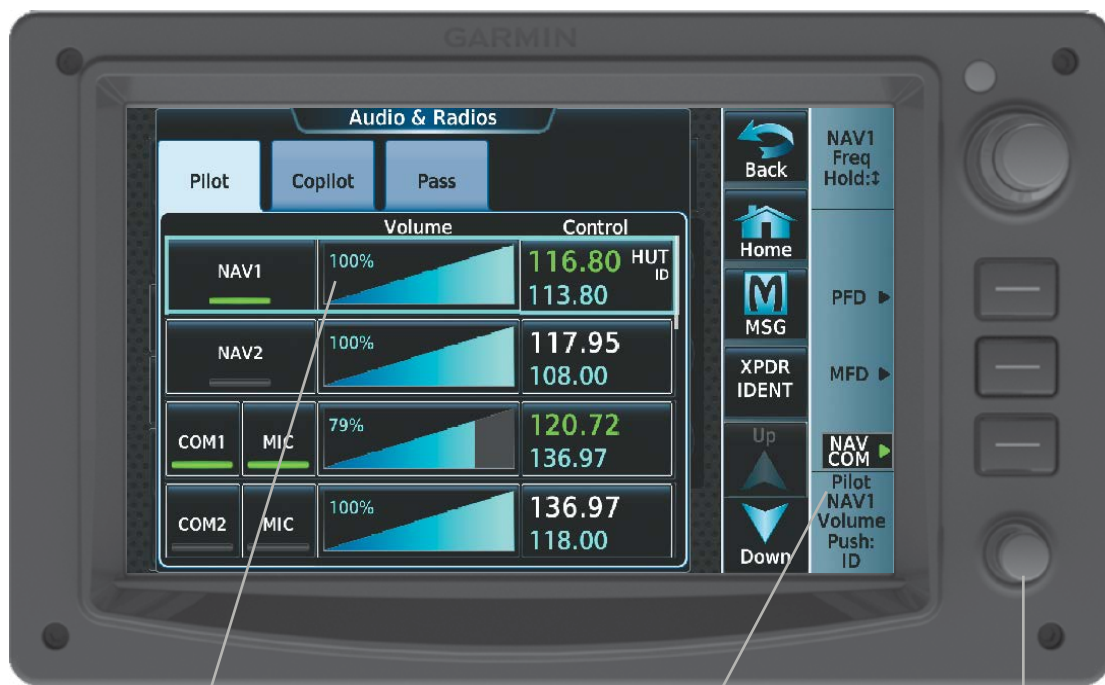 GARMIN
Audio & Radios
Pilot
Copilot
Pass
Volume
Control
NAV1
100%
116.80 HUT
ID
113.80
NAV2
100%
117.95
108.00
COM1
MIC
79%
120.72
136.97
COM2
MIC
100%
136.97
118.00
Back
Home
MSG
XPDR
IDENT
Up
Down
NAV1
Freq
Hold:↕
PFD
MFD
NAV
COM
Pilot
NAV1
Volume
Push:
ID